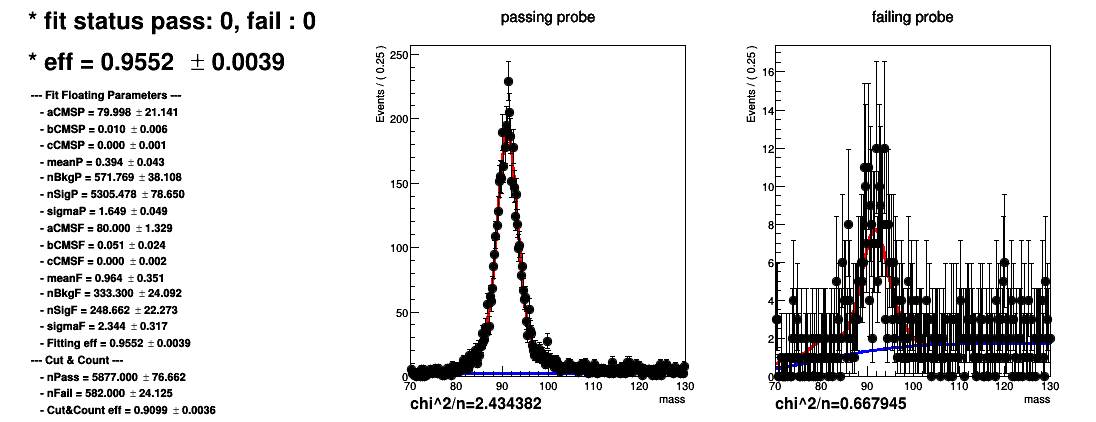 * fit status pass: 0, fail : 0
* eff = 0.9552 ± 0.0039
--- Fit Floating Parameters ---
- aCMSP = 79.998 ± 21.141
- bCMSP = 0.010 ± 0.006
- cCMSP = 0.000 ± 0.001
- meanP = 0.394 ± 0.043
- nBkgP = 571.769 ± 38.108
- nSigP = 5305.478 ± 78.650
- sigmaP = 1.649 ± 0.049
- aCMSF = 80.000 ± 1.329
- bCMSF = 0.051 ± 0.024
- cCMSF = 0.000 ± 0.002
- meanF = 0.964 ± 0.351
- nBkgF = 333.300 ± 24.092
- nSigF = 248.662 ± 22.273
- sigmaF = 2.344 ± 0.317
- Fitting eff = 0.9552 ± 0.0039
--- Cut & Count ---
- nPass = 5877.000 ± 76.662
- nFail = 582.000 ± 24.125
- Cut&Count eff = 0.9099 ± 0.0036
passing probe
Events / ( 0.25 )
250
200
150
100
50
0
70 80 90 100 110 120 130
mass
chi^2/n=2.434382
failing probe
Events / ( 0.25 )
16
14
12
10
8
6
4
2
0
70 80 90 100 110 120 130
mass
chi^2/n=0.667945